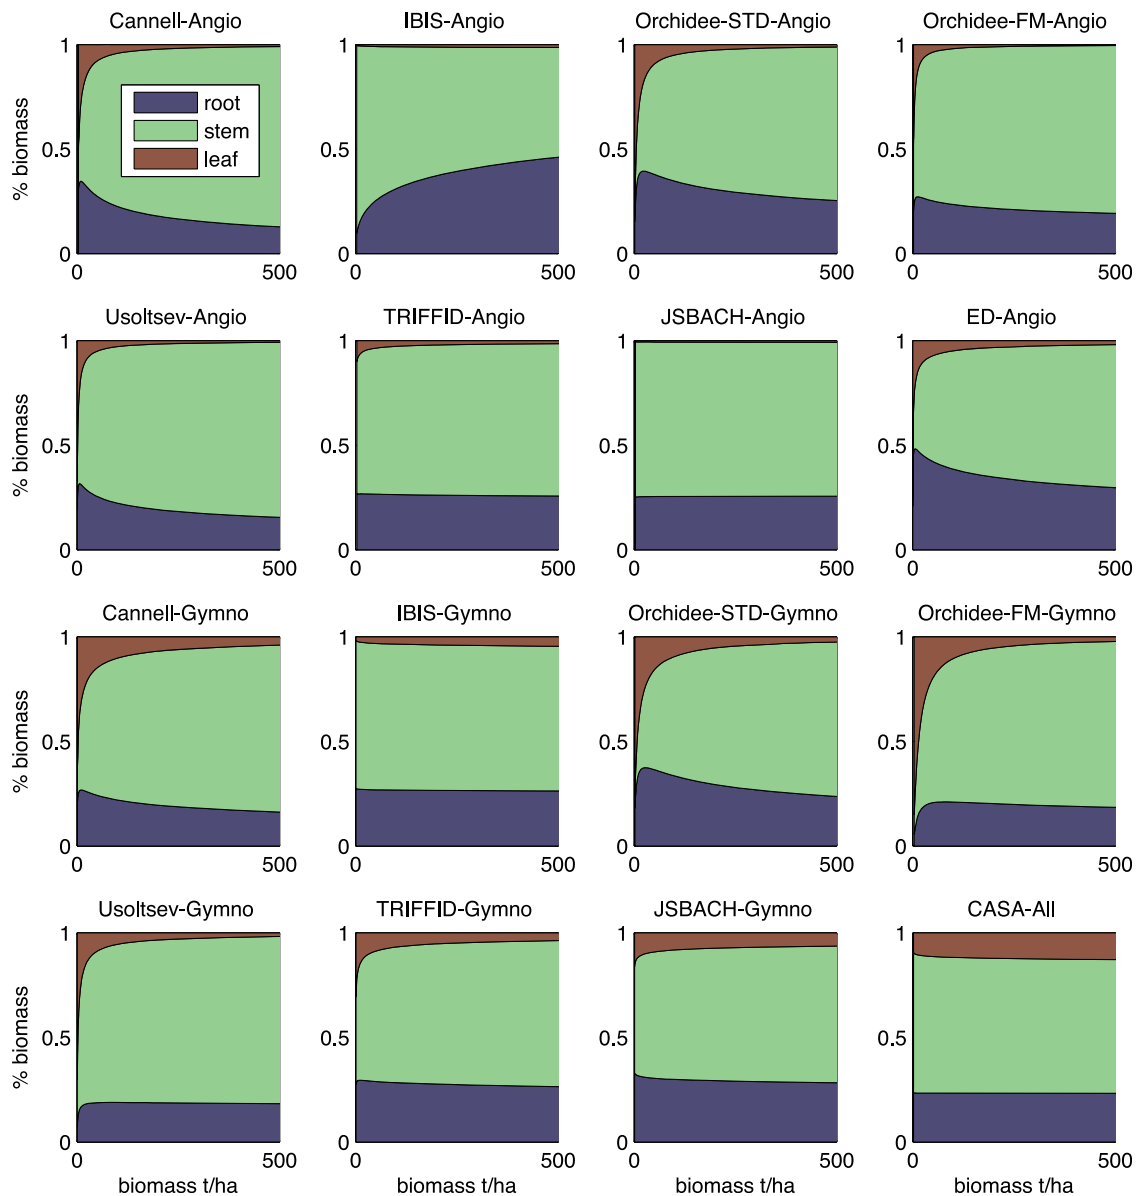 Cannell-Angio IBIS-Angio Orchidee-STD-Angio Orchidee-FM-Angio
1 1 1 1
root
stem
leaf
% biomass
0.5 0.5 0.5 0.5
0 0 0 0
0 500 0 500 0 500 0 500
Usoltsev-Angio TRIFFID-Angio JSBACH-Angio ED-Angio
1 1 1 1
% biomass
0.5 0.5 0.5 0.5
0 0 0 0
0 500 0 500 0 500 0 500
Cannell-Gymno IBIS-Gymno Orchidee-STD-Gymno Orchidee-FM-Gymno
1 1 1 1
% biomass
0.5 0.5 0.5 0.5
0 0 0 0
0 500 0 500 0 500 0 500
Usoltsev-Gymno TRIFFID-Gymno JSBACH-Gymno CASA-All
1 1 1 1
% biomass
0.5 0.5 0.5 0.5
0 0 0 0
0 500 0 500 0 500 0 500
biomass t/ha biomass t/ha biomass t/ha biomass t/ha